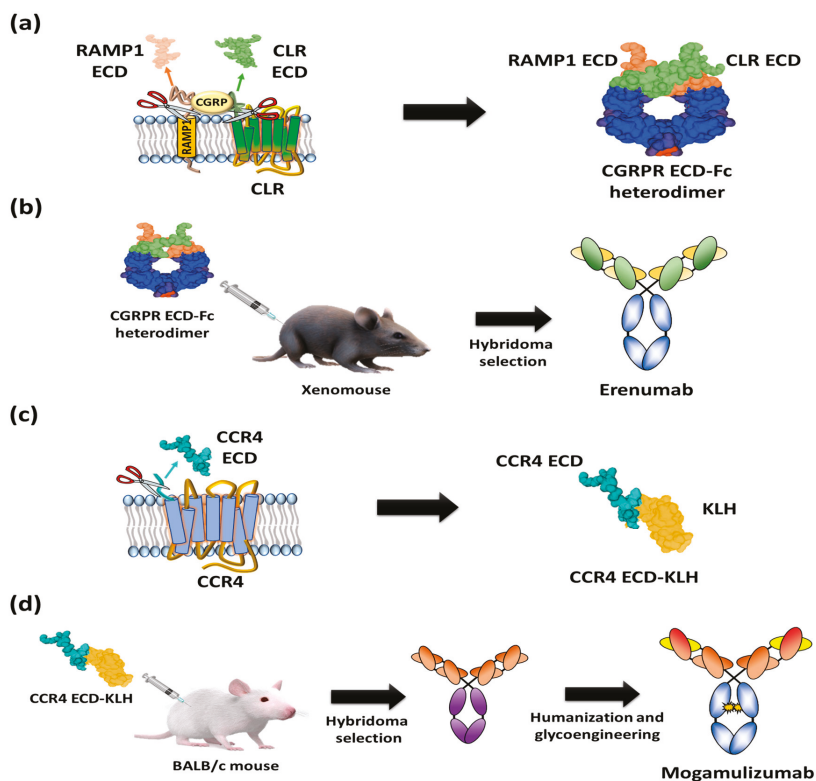 (a)
RAMP1
ECD
CLR
ECD
CGRP
RAMP1
CLR
RAMP1 ECD
CLR ECD
CGRPR ECD-Fc
heterodimer
(b)
CGRPR ECD-Fc
heterodimer
Xenomouse
Hybridoma
selection
Erenumab
(c)
CCR4
ECD
CCR4
CCR4 ECD
KLH
CCR4 ECD-KLH
(d)
CCR4 ECD-KLH
BALB/c mouse
Hybridoma
selection
Humanization and
glycoengineering
Mogamulizumab